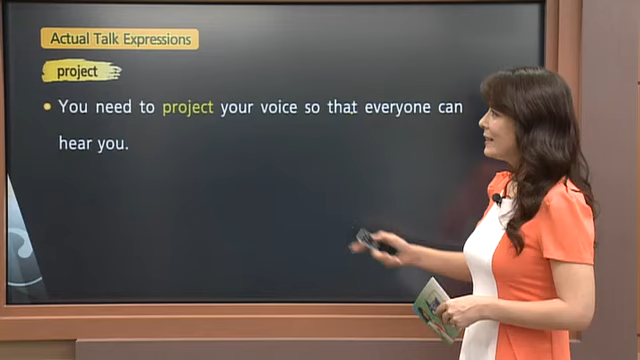 Actual Talk Expressions
project
You need to project your voice so that everyone can
hear you.